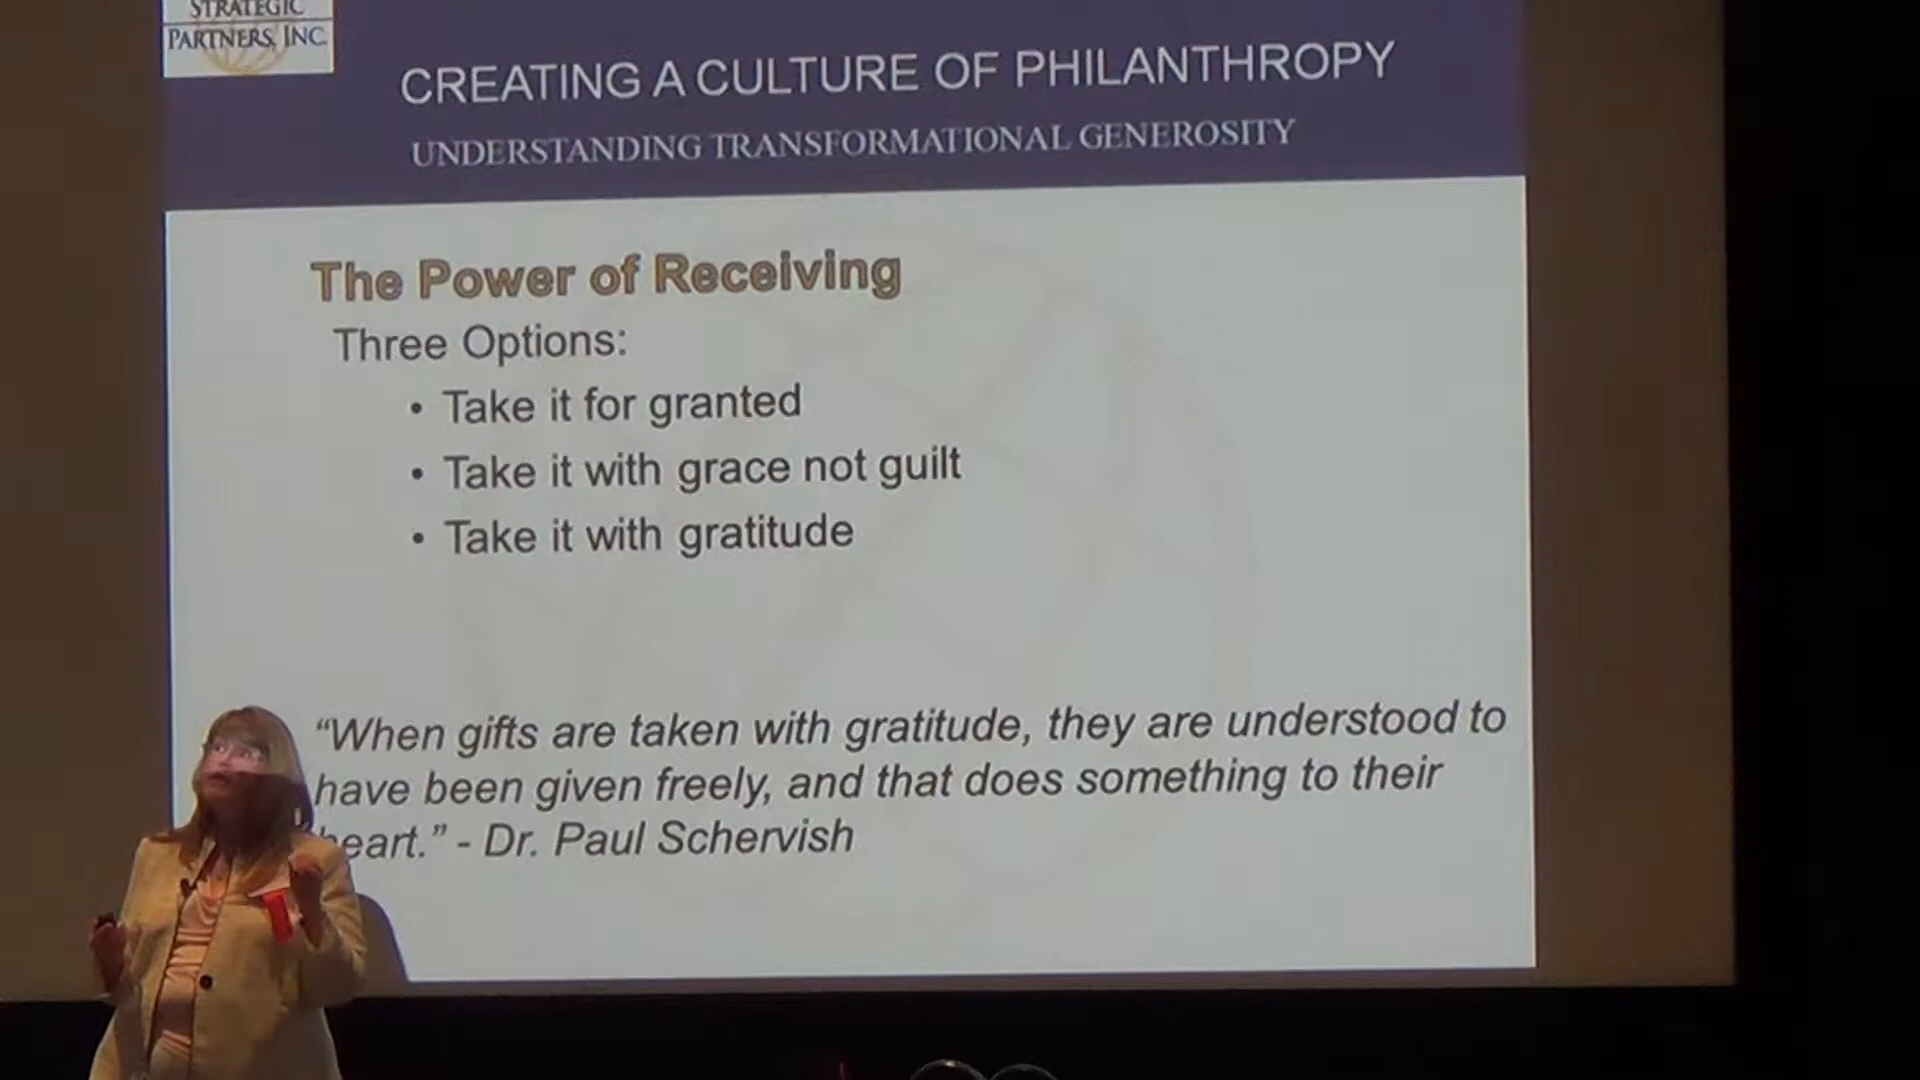 STRATEGIC
PARTNERS, INC.
CREATING A CULTURE OF PHILANTHROPY
UNDERSTANDING TRANSFORMATIONAL GENEROSITY
The Power of Receiving
Three Options:
• Take it for granted
• Take it with grace not guilt
• Take it with gratitude
“When gifts are taken with gratitude, they are understood to
have been given freely, and that does something to their
heart.” - Dr. Paul Schervish